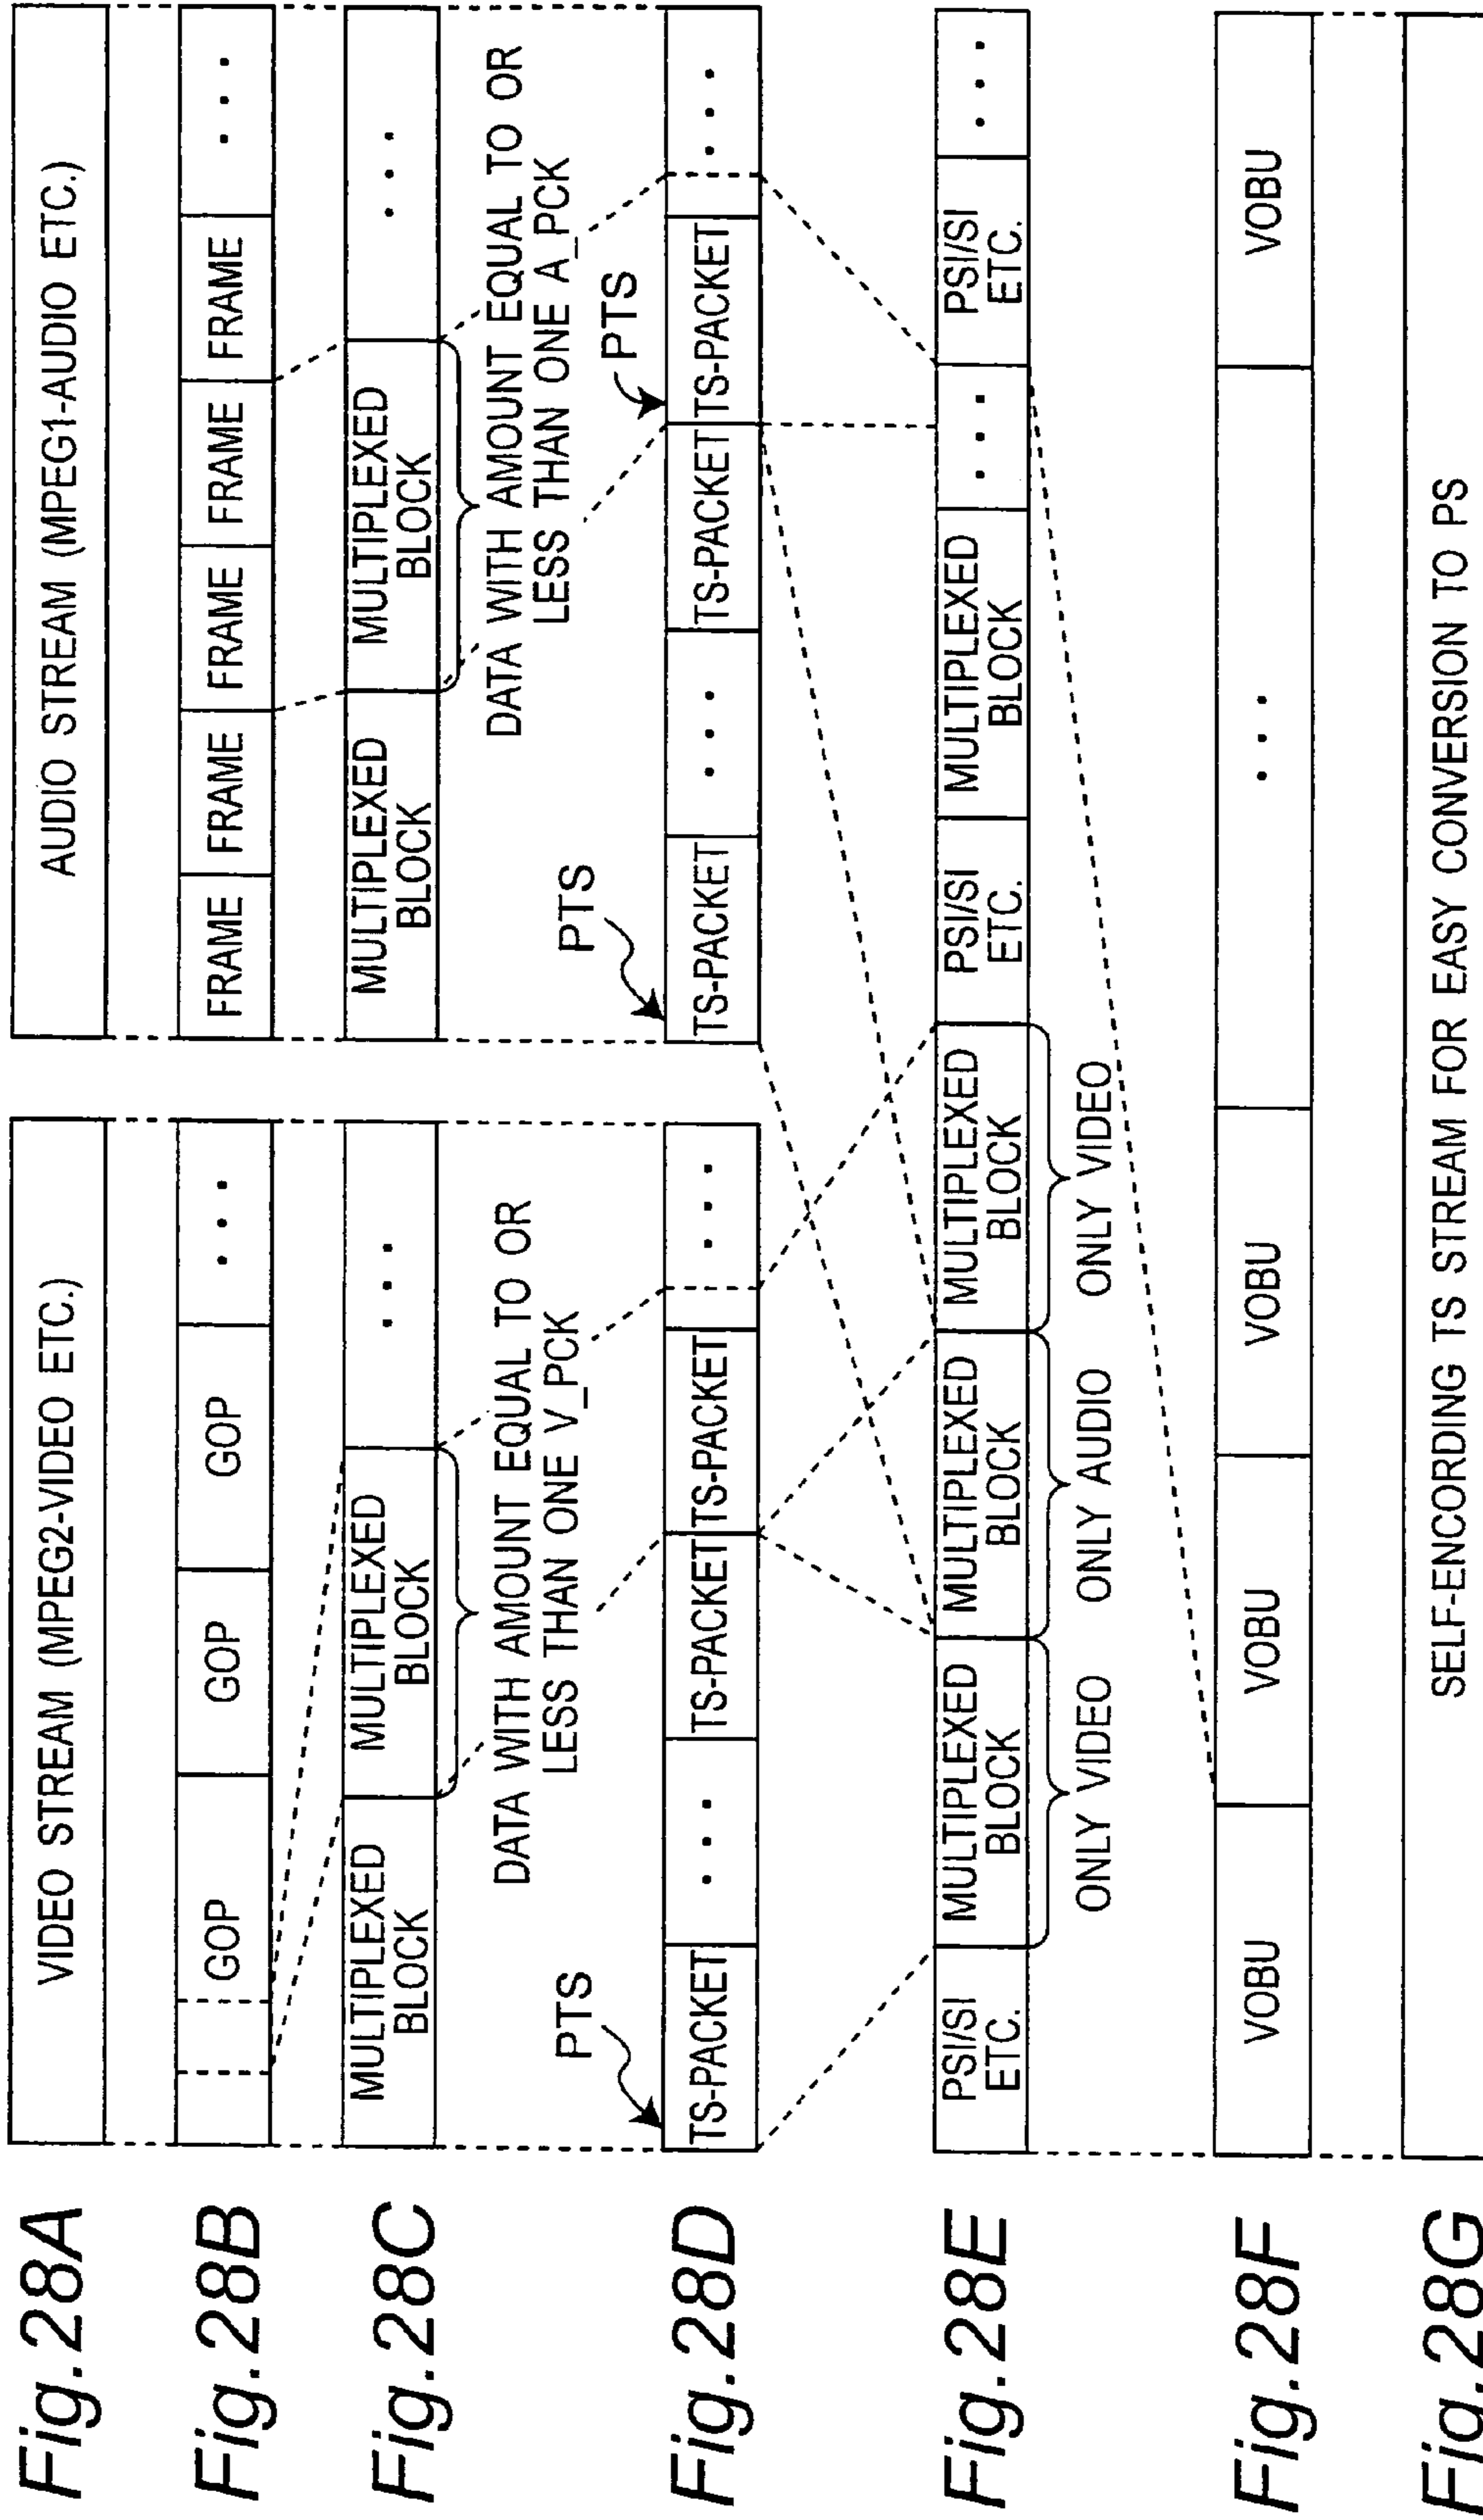 Fig.28A
VIDEO STREAM (MPEG2-VIDEO ETC.)
AUDIO STREAM (MPEG1-AUDIO ETC.)
Fig.28B
GOP
GOP
GOP
...
FRAME
FRAME
FRAME
FRAME
FRAME
...
Fig.28C
MULTIPLEXED
BLOCK
MULTIPLEXED
BLOCK
...
MULTIPLEXED
BLOCK
MULTIPLEXED
BLOCK
...
DATA WITH AMOUNT EQUAL TO OR
LESS THAN ONE V_PCK
DATA WITH AMOUNT EQUAL TO OR
LESS THAN ONE A_PCK
PTS
PTS
PTS
Fig.28D
TS-PACKET
...
TS-PACKET
TS-PACKET
...
TS-PACKET
...
TS-PACKET
TS-PACKET
...
Fig.28E
PSI/SI
ETC.
MULTIPLEXED
BLOCK
MULTIPLEXED
BLOCK
MULTIPLEXED
BLOCK
PSI/SI
ETC.
MULTIPLEXED
BLOCK
...
PSI/SI
ETC.
...
ONLY VIDEO
ONLY AUDIO
ONLY VIDEO
Fig.28F
VOBU
VOBU
VOBU
...
VOBU
Fig.28G
SELF-ENCORDING TS STREAM FOR EASY CONVERSION TO PS